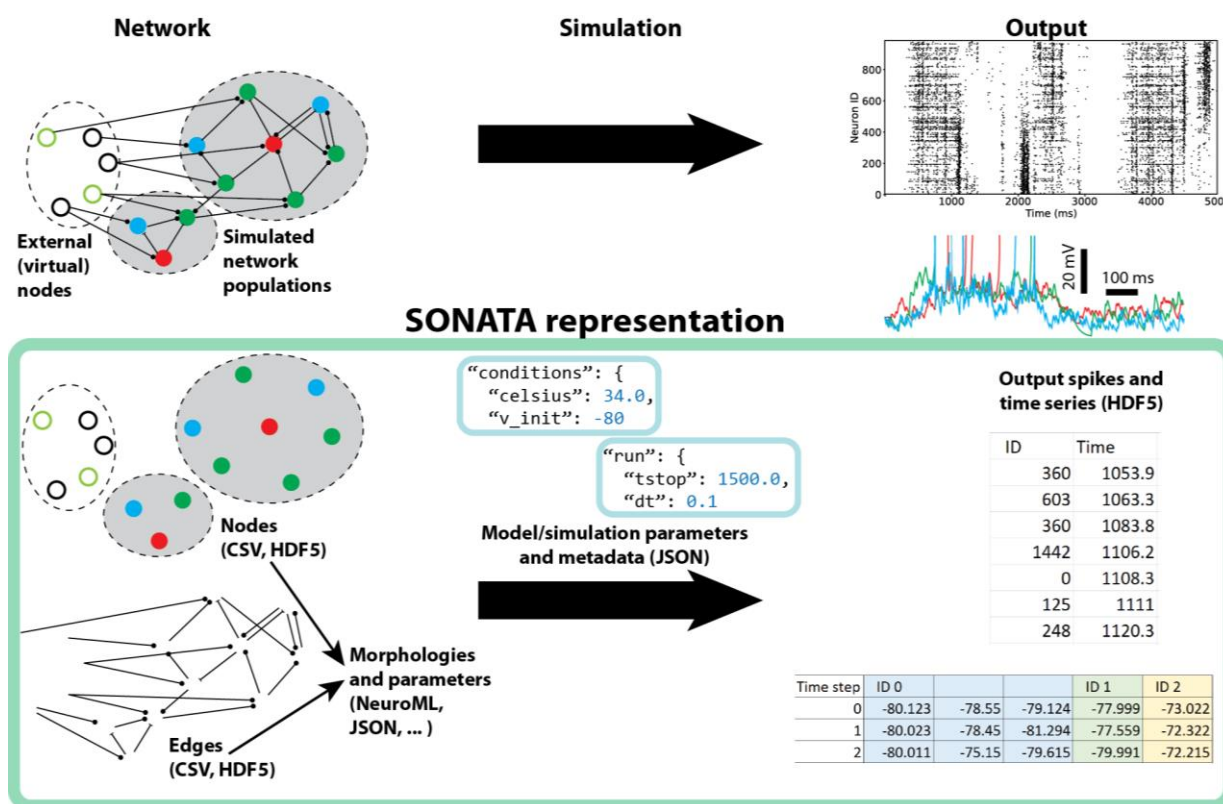 Network
Simulation
Output
External
(virtual)
nodes
Simulated
network
populations
Neuron ID
800
600
400
200
0
1000
2000
3000
4000
500
Time (ms)
20 mV
100 ms
SONATA representation
Nodes
(CSV, HDF5)
Edges
(CSV, HDF5)
Morphologies
and parameters
(NeuroML,
JSON, ... )
“conditions”: {
“celsius”: 34.0,
“v_init”: -80
“run”: {
“tstop”: 1500.0,
“dt”: 0.1
Model/simulation parameters
and metadata (JSON)
Output spikes and
time series (HDF5)
ID Time
360 1053.9
603 1063.3
360 1083.8
1442 1106.2
0 1108.3
125 1111
248 1120.3
Time step ID 0 ID 1 ID 2
0 -80.123 -78.55 -79.124 -77.999 -73.022
1 -80.023 -78.45 -81.294 -77.559 -72.322
2 -80.011 -75.15 -79.615 -79.991 -72.215